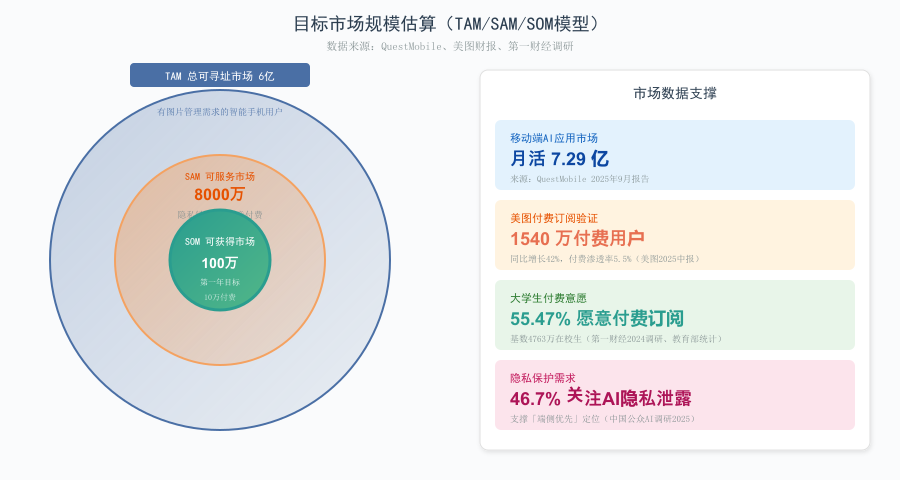 目标市场规模估算（TAM/SAM/SOM模型）
数据来源：QuestMobile、美图财报、第一财经调研
TAM 总可寻址市场 6亿
有图片管理需求的智能手机用户
SAM 可服务市场
8000万
隐私 付费
SOM 可获得市场
100万
第一年目标
10万付费
市场数据支撑
移动端AI应用市场
月活 7.29 亿
来源：QuestMobile 2025年9月报告
美图付费订阅验证
1540 万付费用户
同比增长42%，付费渗透率5.5%（美图2025中报）
大学生付费意愿
55.47% 愿意付费订阅
基数4763万在校生（第一财经2024调研、教育部统计）
隐私保护需求
46.7% 关注AI隐私泄露
支撑「端侧优先」定位（中国公众AI调研2025）